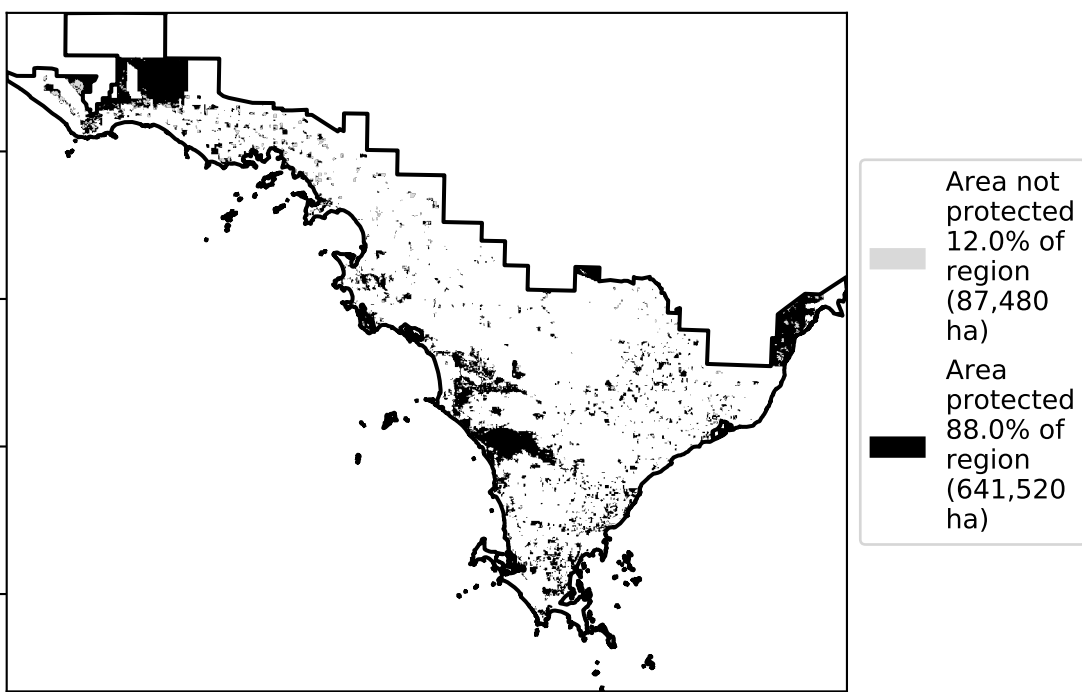 Area not
protected
12.0% of
region
(87,480
ha)
Area
protected
88.0% of
region
(641,520
ha)